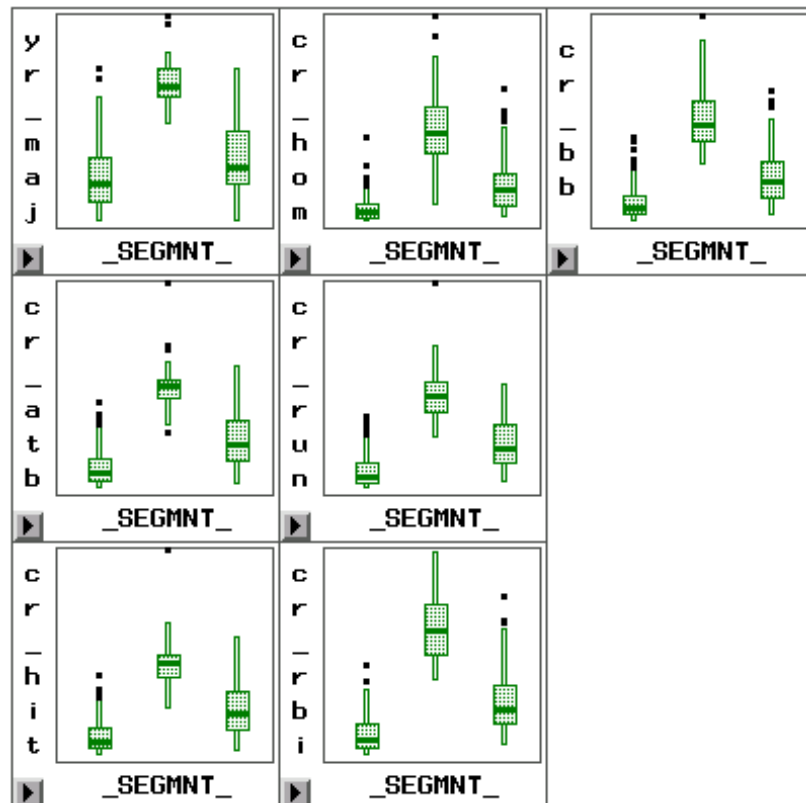 yr_maj
_SEGMNT_
cr_hom
_SEGMNT_
cr_bb
_SEGMNT_
cr_atb
_SEGMNT_
cr_run
_SEGMNT_
cr_hit
_SEGMNT_
cr_rbi
_SEGMNT_